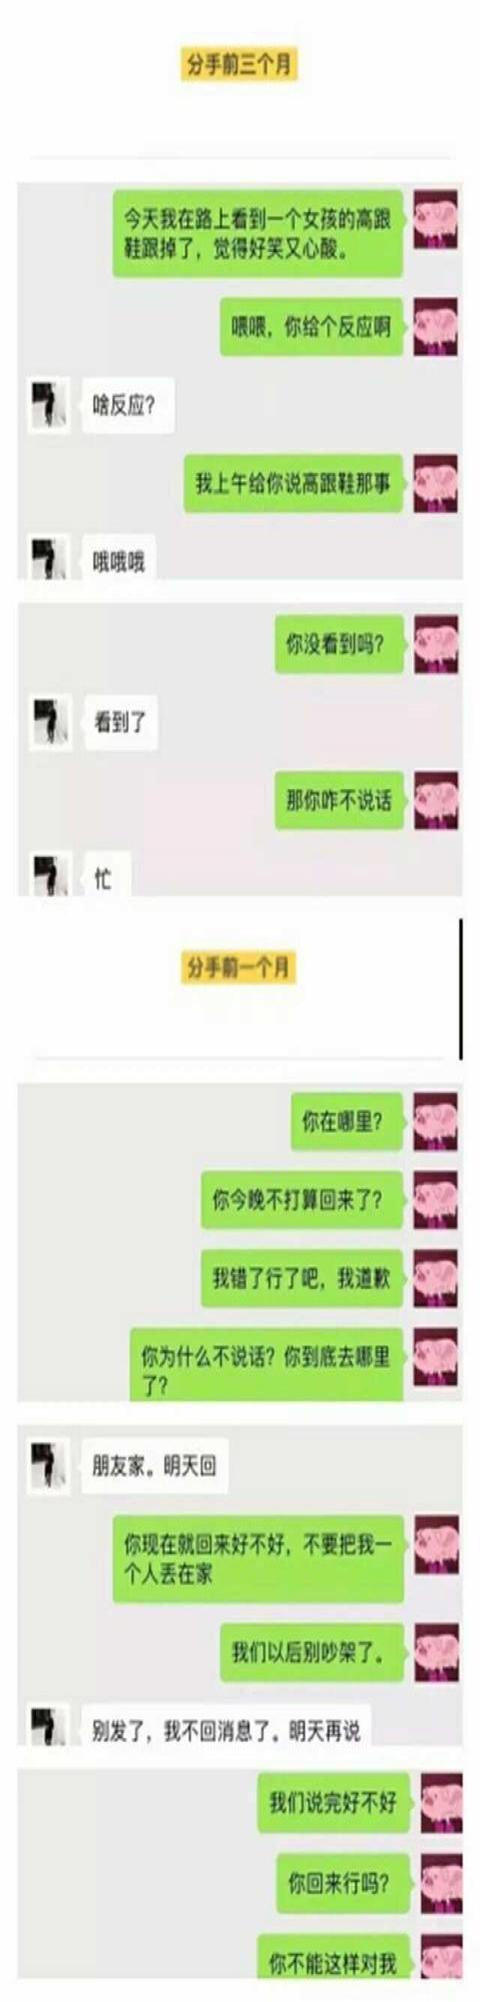 分手前三个月
今天我在路上看到一个女孩的高跟
鞋跟掉了，觉得好笑又心酸。
喂喂，你给个反应啊
啥反应？
我上午给你说高跟鞋那事
哦哦哦
你没看到吗？
看到了
那你咋不说话
忙
分手前一个月
你在哪里？
你今晚不打算回来了？
我错了行了吧，我道歉
你为什么不说话？你到底去哪里
了？
朋友家。明天回
你现在就回来好不好，不要把我一
个人丢在家
我们以后别吵架了。
别发了，我不回消息了。明天再说
我们说完好不好
你回来行吗？
你不能这样对我